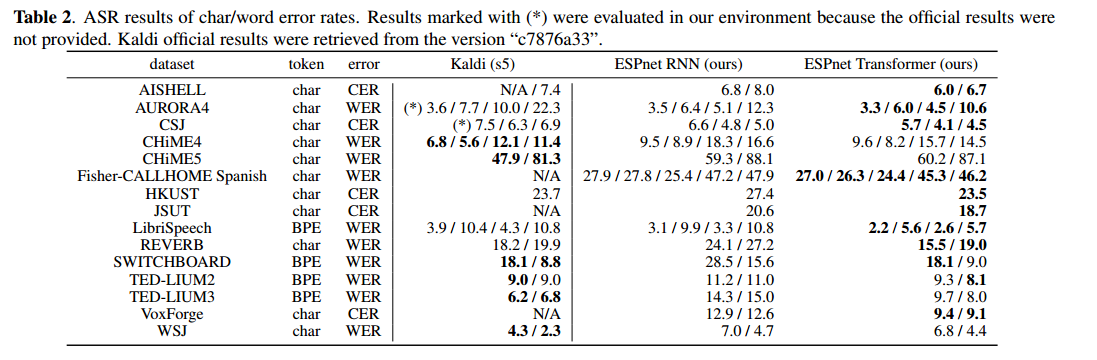 Table 2. ASR results of char/word error rates. Results marked with (*) were evaluated in our environment because the official results were
not provided. Kaldi official results were retrieved from the version “c7876a33”.
dataset token error Kaldi (s5) ESPnet RNN (ours) ESPnet Transformer (ours)
AISHELL char CER N/A / 7.4 6.8 / 8.0 6.0 / 6.7
AURORA4 char WER (*) 3.6 / 7.7 / 10.0 / 22.3 3.5 / 6.4 / 5.1 / 12.3 3.3 / 6.0 / 4.5 / 10.6
CSJ char CER (*) 7.5 / 6.3 / 6.9 6.6 / 4.8 / 5.0 5.7 / 4.1 / 4.5
CHiME4 char WER 6.8 / 5.6 / 12.1 / 11.4 9.5 / 8.9 / 18.3 / 16.6 9.6 / 8.2 / 15.7 / 14.5
CHiME5 char WER 47.9 / 81.3 59.3 / 88.1 60.2 / 87.1
Fisher-CALLHOME Spanish char WER N/A 27.9 / 27.8 / 25.4 / 47.2 / 47.9 27.0 / 26.3 / 24.4 / 45.3 / 46.2
HKUST char CER 23.7 27.4 23.5
JSUT char CER N/A 20.6 18.7
LibriSpeech BPE WER 3.9 / 10.4 / 4.3 / 10.8 3.1 / 9.9 / 3.3 / 10.8 2.2 / 5.6 / 2.6 / 5.7
REVERB char WER 18.2 / 19.9 24.1 / 27.2 15.5 / 19.0
SWITCHBOARD BPE WER 18.1 / 8.8 28.5 / 15.6 18.1 / 9.0
TED-LIUM2 BPE WER 9.0 / 9.0 11.2 / 11.0 9.3 / 8.1
TED-LIUM3 BPE WER 6.2 / 6.8 14.3 / 15.0 9.7 / 8.0
VoxForge char CER N/A 12.9 / 12.6 9.4 / 9.1
WSJ char WER 4.3 / 2.3 7.0 / 4.7 6.8 / 4.4